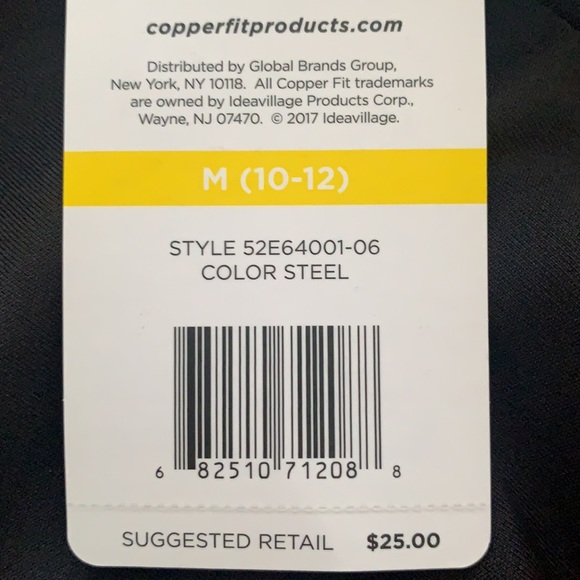 copperfitproducts.com
Distributed by Global Brands Group,
New York, NY 10118. All Copper Fit trademarks
are owned by Ideavillage Products Corp.,
Wayne, NJ 07470. © 2017 Ideavillage.
M (10-12)
STYLE 52E64001-06
COLOR STEEL
6 82510 71208 8
SUGGESTED RETAIL $25.00